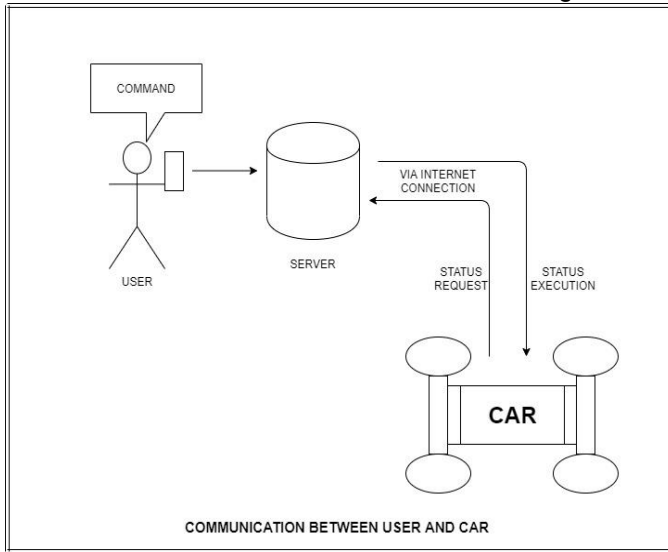 COMMAND
USER
SERVER
VIA INTERNET
CONNECTION
STATUS
REQUEST
STATUS
EXECUTION
CAR
COMMUNICATION BETWEEN USER AND CAR